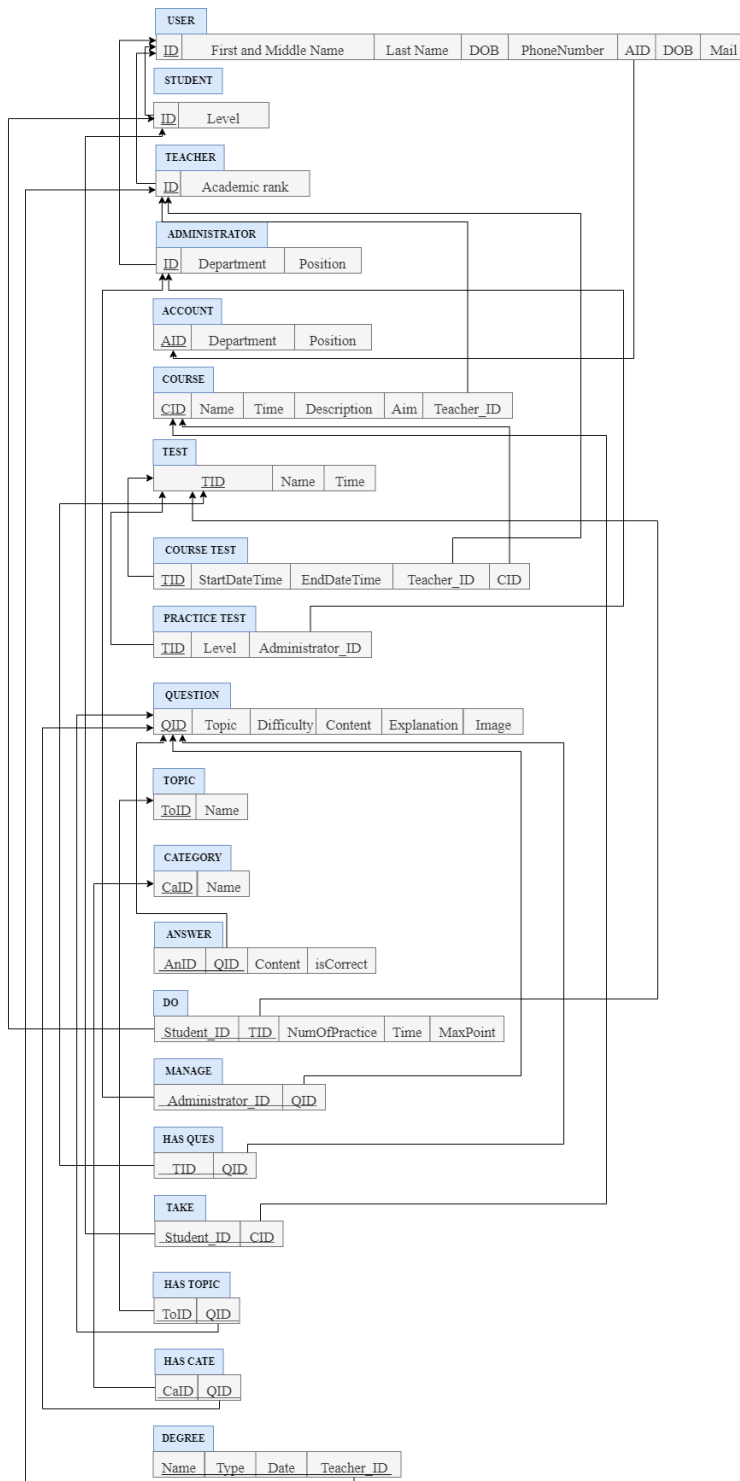 USER
ID First and Middle Name Last Name DOB PhoneNumber AID DOB Mail
STUDENT
ID Level
TEACHER
ID Academic rank
ADMINISTRATOR
ID Department Position
ACCOUNT
AID Department Position
COURSE
CID Name Time Description Aim Teacher_ID
TEST
TID Name Time
COURSE TEST
TID StartDateTime EndDateTime Teacher_ID CID
PRACTICE TEST
TID Level Administrator_ID
QUESTION
QID Topic Difficulty Content Explanation Image
TOPIC
ToID Name
CATEGORY
CaID Name
ANSWER
AnID QID Content isCorrect
DO
Student_ID TID NumOfPractice Time MaxPoint
MANAGE
Administrator_ID QID
HAS QUES
TID QID
TAKE
Student_ID CID
HAS TOPIC
ToID QID
HAS CATE
CaID QID
DEGREE
Name Type Date Teacher_ID